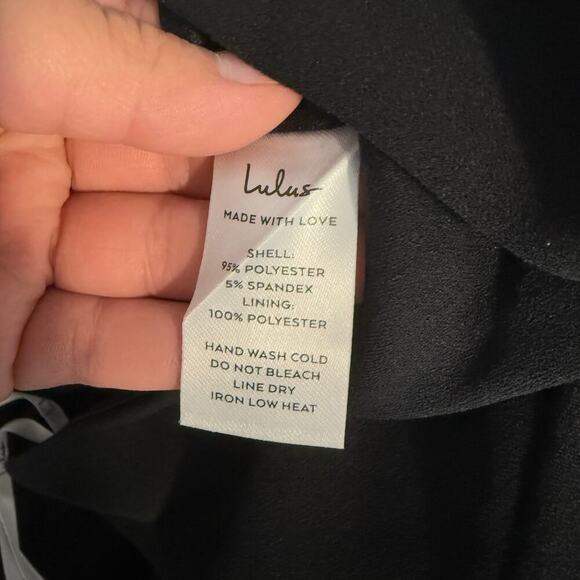 Lulus
MADE WITH LOVE
SHELL:
95% POLYESTER
5% SPANDEX
LINING:
100% POLYESTER
HAND WASH COLD
DO NOT BLEACH
LINE DRY
IRON LOW HEAT